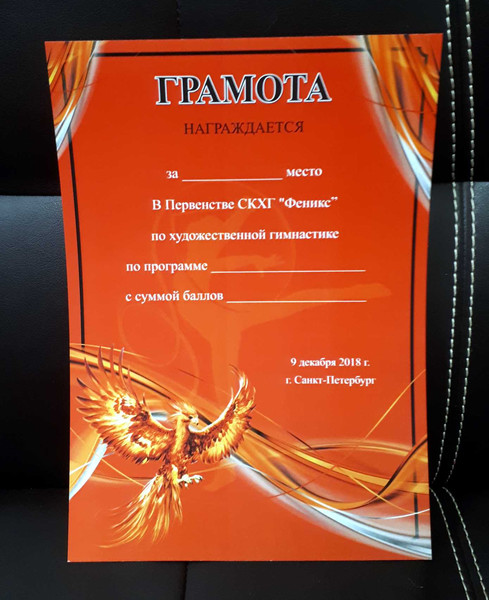 ГРАМОТА
НАГРАЖДАЕТСЯ
за ______________ место
В Первенстве СКХГ "Феникс"
по художественной гимнастике
по программе ______________________
с суммой баллов ____________________
9 декабря 2018 г.
г. Санкт-Петербург